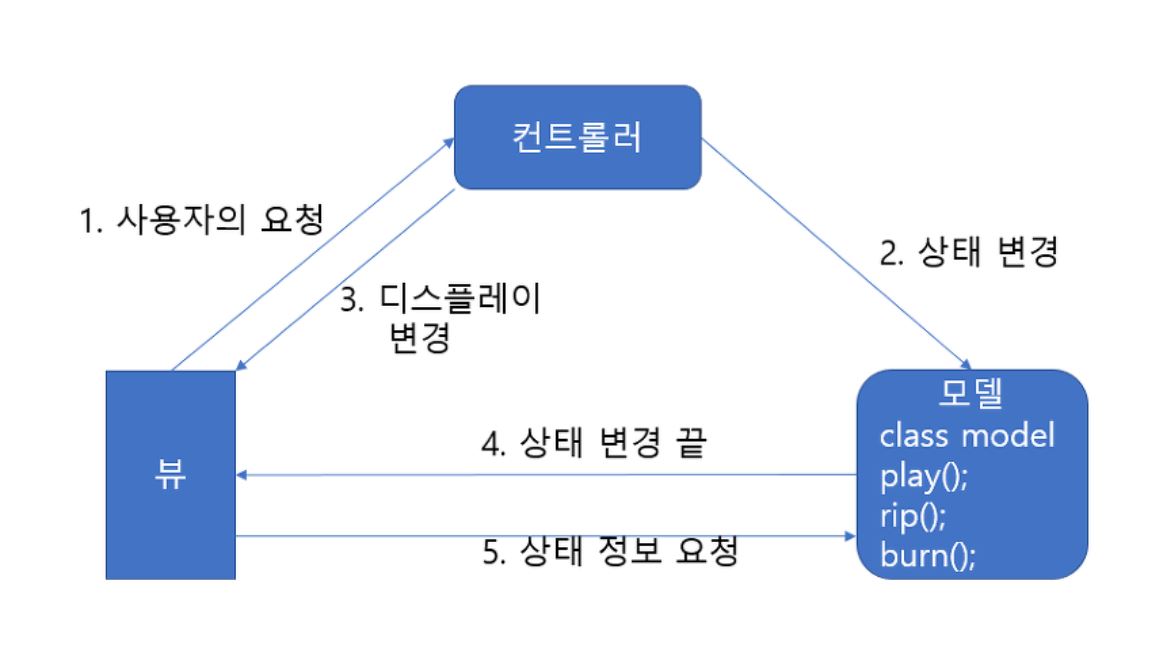 컨트롤러
1. 사용자의 요청
2. 상태 변경
3. 디스플레이
변경
모델
class model
play();
rip();
burn();
4. 상태 변경 끝
뷰
5. 상태 정보 요청